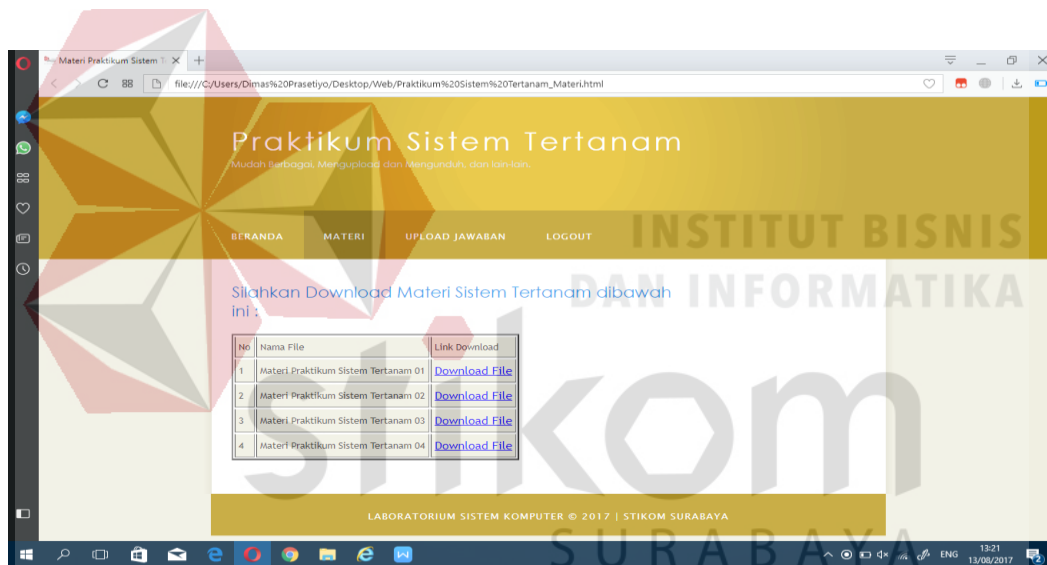 Materi Praktikum Sistem T
file:///C:/Users/Dimas%20Prasetiyo/Desktop/Web/Praktikum%20Sistem%20Tertanam_Materi.html
Praktikum Sistem Tertanam
Mudah Berbagai, Mengupload dan Mengunduh, dan lain-lain.
BERANDA MATERI UPLOAD JAWABAN LOGOUT
INSTITUT BISNIS
DAN INFORMATIKA
Silahkan Download Materi Sistem Tertanam dibawah
ini :
No Nama File Link Download
1 Materi Praktikum Sistem Tertanam 01 Download File
2 Materi Praktikum Sistem Tertanam 02 Download File
3 Materi Praktikum Sistem Tertanam 03 Download File
4 Materi Praktikum Sistem Tertanam 04 Download File
stikom
LABORATORIUM SISTEM KOMPUTER © 2017 | STIKOM SURABAYA
SURABAYA
ENG 13:21
13/08/2017